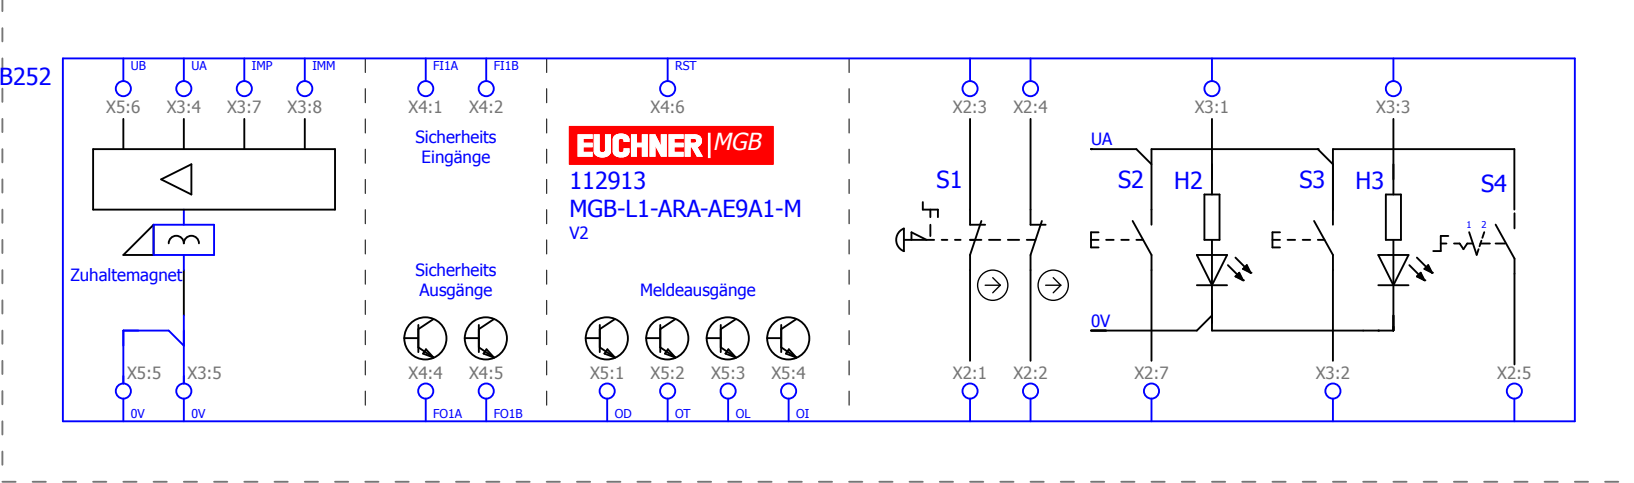 B252
UB UA IMP IMM FI1A FI1B RST
X5:6 X3:4 X3:7 X3:8 X4:1 X4:2 X4:6 X2:3 X2:4 X3:1 X3:3
Sicherheits
Eingänge
EUCHNER|MGB
112913
MGB-L1-ARA-AE9A1-M
V2
UA
S1 S2 H2 S3 H3 S4
1 2
Zuhaltemagnet
Sicherheits
Ausgänge
Meldeausgänge
0V
X5:5 X3:5 X4:4 X4:5 X5:1 X5:2 X5:3 X5:4 X2:1 X2:2 X2:7 X3:2 X2:5
0V 0V FO1A FO1B OD OT OL OI